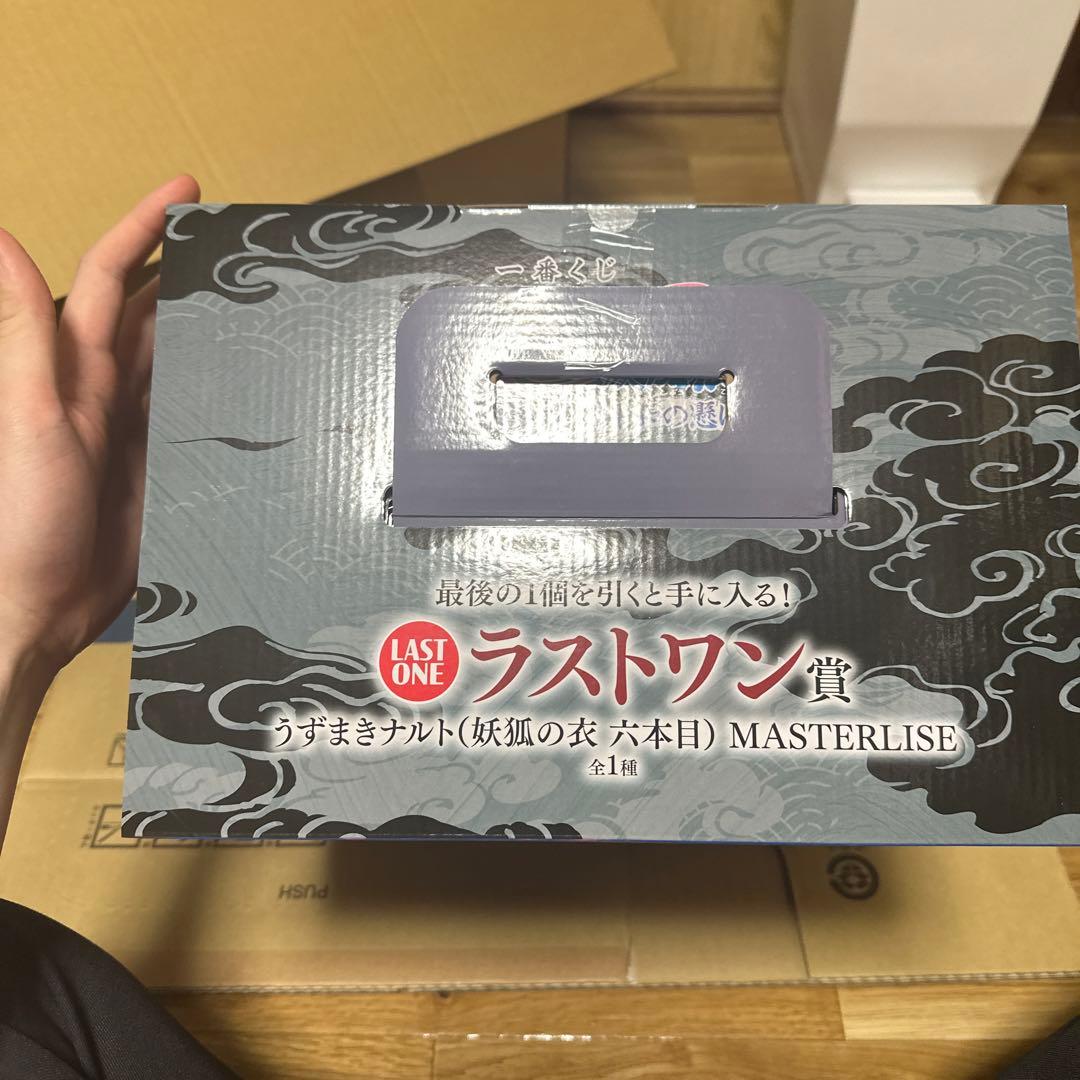 一番くじ
の懸
最後の1個を引くと手に入る!
LAST ONE
ラストワン賞
うずまきナルト(妖狐の衣 六本目) MASTERLISE
全1種
PUSH